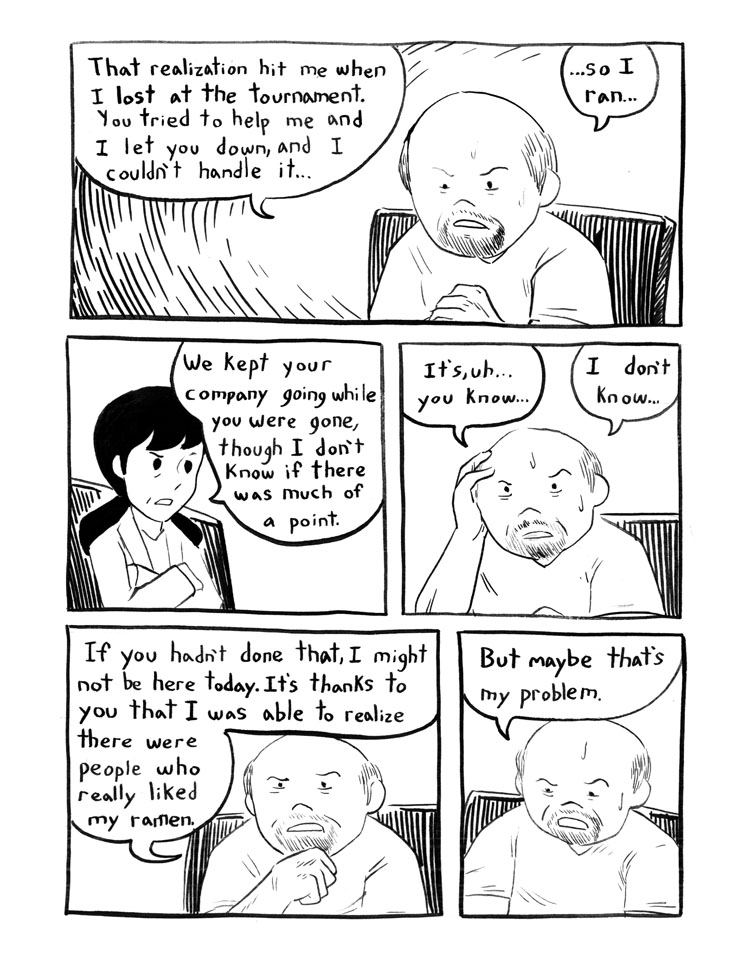 That realization hit me when
I lost at the tournament.
You tried to help me and
I let you down, and I
couldn't handle it...
...so I
ran...
We kept your
company going while
you were gone,
though I don't
know if there
was much of
a point.
It's, uh...
you know...
I don't
know...
If you hadn't done that, I might
not be here today. It's thanks to
you that I was able to realize
there were
people who
really liked
my ramen.
But maybe that's
my problem.